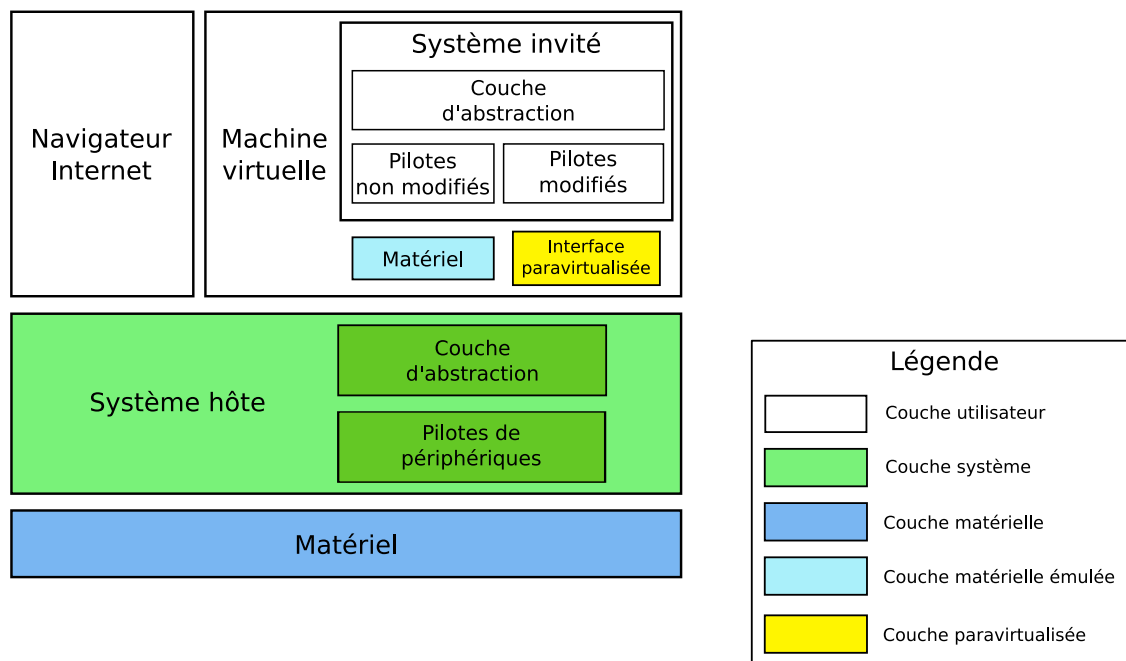 Navigateur
Internet
Machine
virtuelle
Système invité
Couche
d'abstraction
Pilotes
non modifiés
Pilotes
modifiés
Matériel
Interface
paravirtualisée
Système hôte
Couche
d'abstraction
Pilotes de
périphériques
Matériel
Légende
Couche utilisateur
Couche système
Couche matérielle
Couche matérielle émulée
Couche paravirtualisée